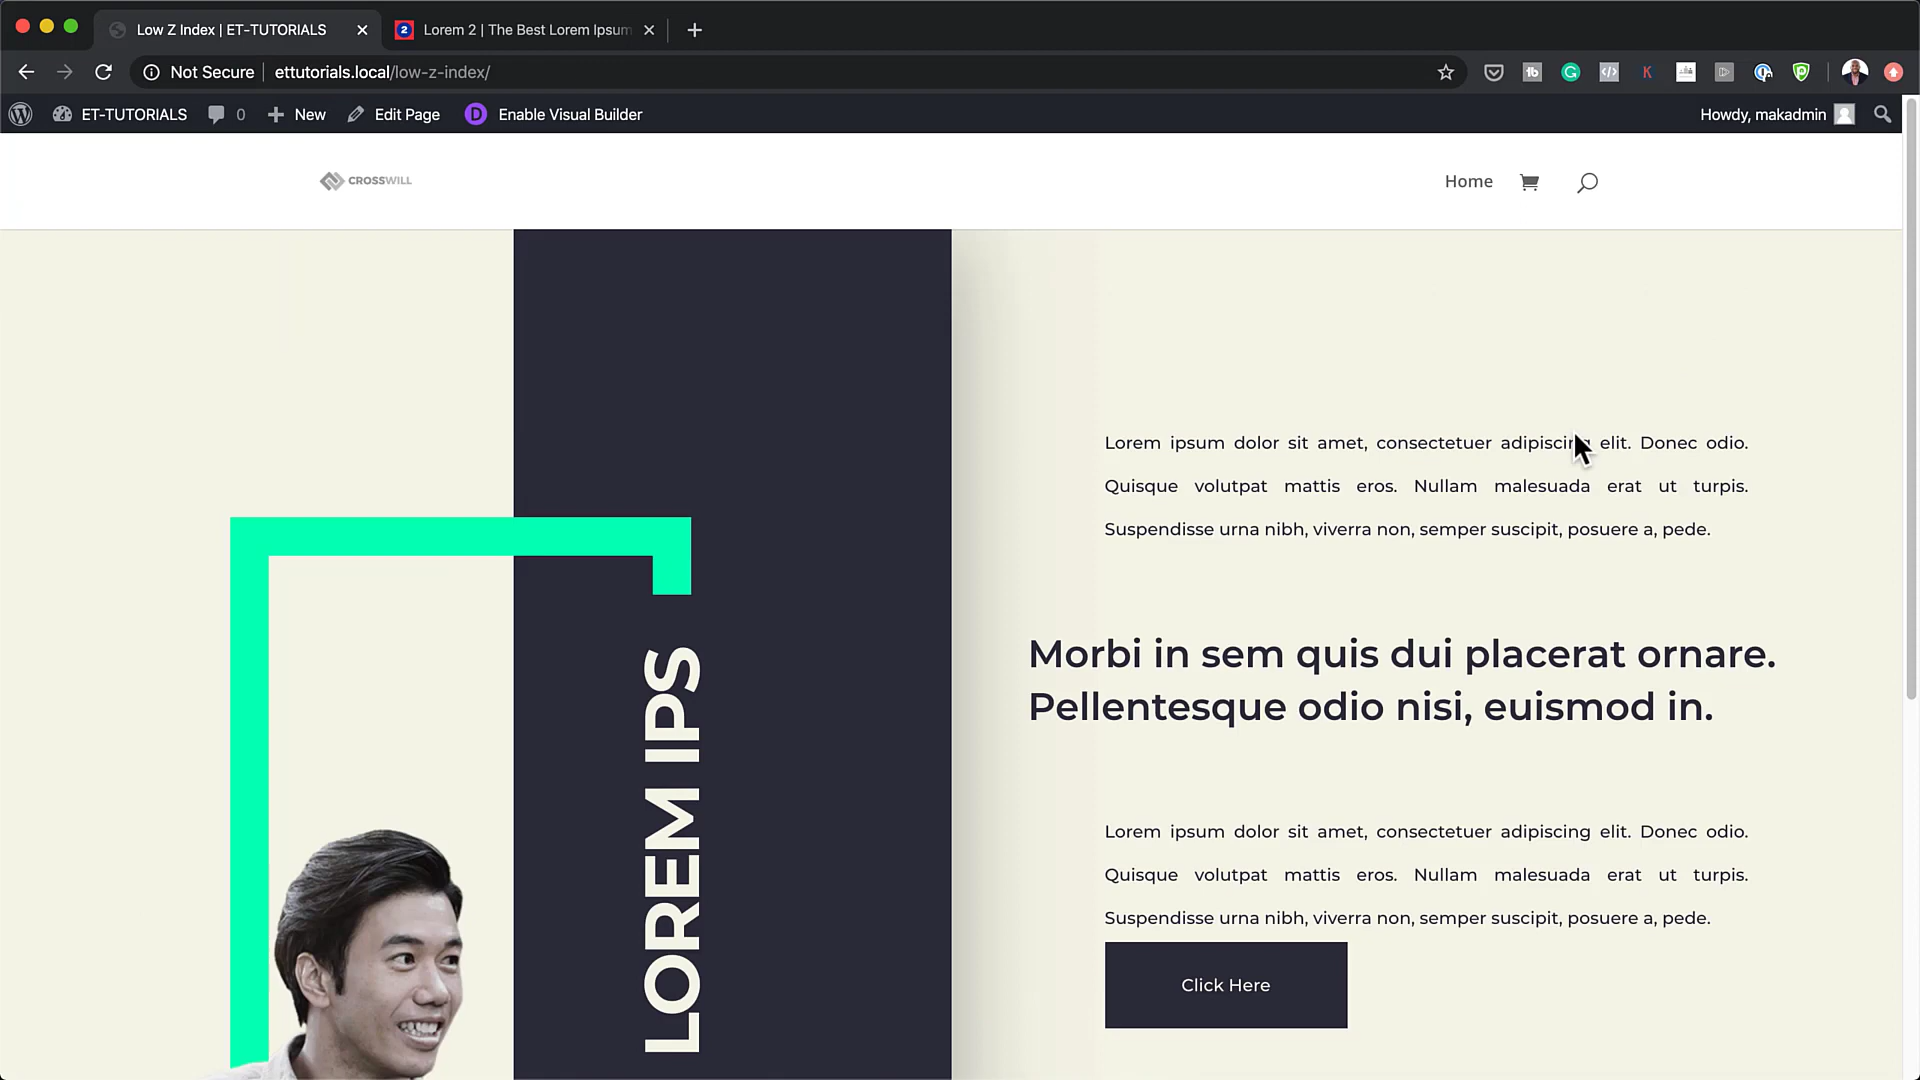 Low Z Index | ET-TUTORIALS
2
Lorem 2 | The Best Lorem Ipsum
Not Secure
ettutorials.local/low-z-index/
ET-TUTORIALS
0
New
Edit Page
D
Enable Visual Builder
Howdy, makadmin
CROSSWILL
Home
Lorem ipsum dolor sit amet, consectetuer adipiscing elit. Donec odio.
Quisque volutpat mattis eros. Nullam malesuada erat ut turpis.
Suspendisse urna nibh, viverra non, semper suscipit, posuere a, pede.
Morbi in sem quis dui placerat ornare.
Pellentesque odio nisi, euismod in.
LOREM IPS
Lorem ipsum dolor sit amet, consectetuer adipiscing elit. Donec odio.
Quisque volutpat mattis eros. Nullam malesuada erat ut turpis.
Suspendisse urna nibh, viverra non, semper suscipit, posuere a, pede.
Click Here